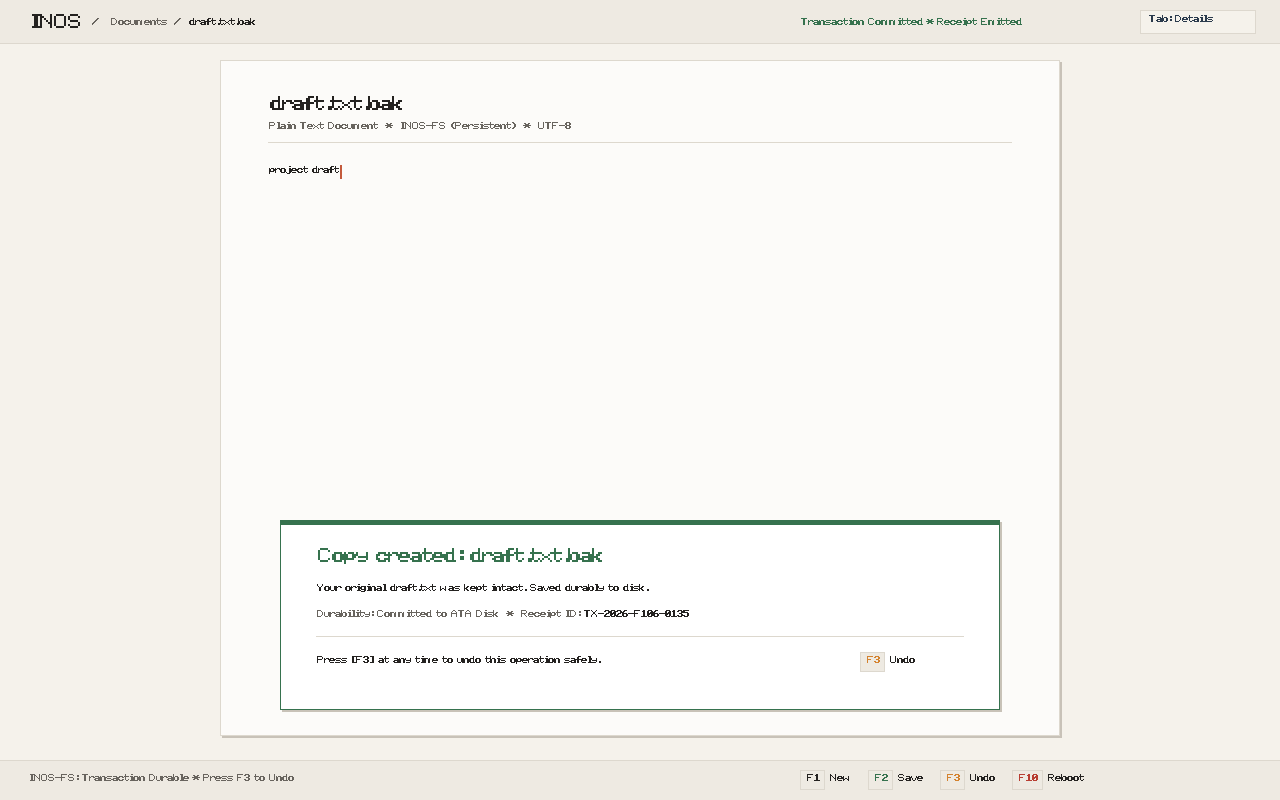 INOS / Documents / draft.txt.bak
Transaction Committed * Receipt Emitted
Tab:Details
draft.txt.bak
Plain Text Document * INOS-FS (Persistent) * UTF-8
project draft
Copy created: draft.txt.bak
Your original draft.txt was kept intact. Saved durably to disk.
Durability: Committed to ATA Disk * Receipt ID: TX-2026-F106-0135
Press [F3] at any time to undo this operation safely.
F3 Undo
INOS-FS: Transaction Durable * Press F3 to Undo
F1 New F2 Save F3 Undo F10 Reboot